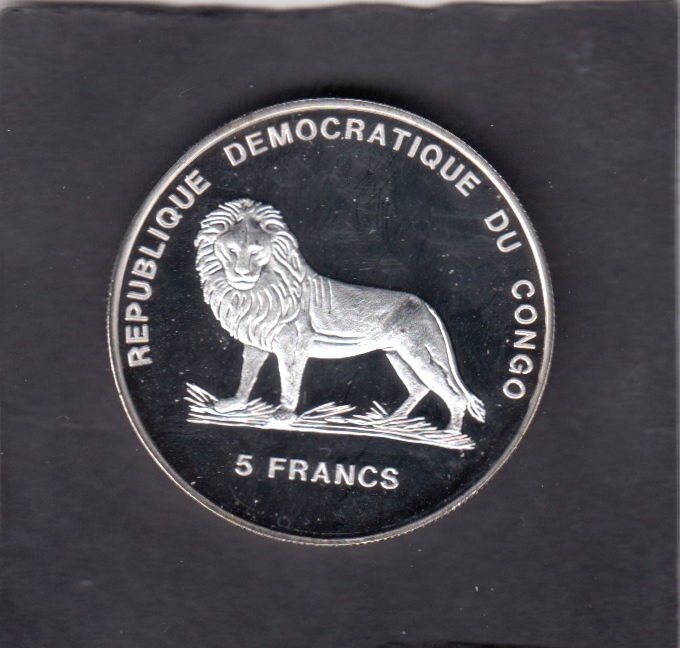 REPUBLIQUE DEMOCRATIQUE DU CONGO
5 FRANCS